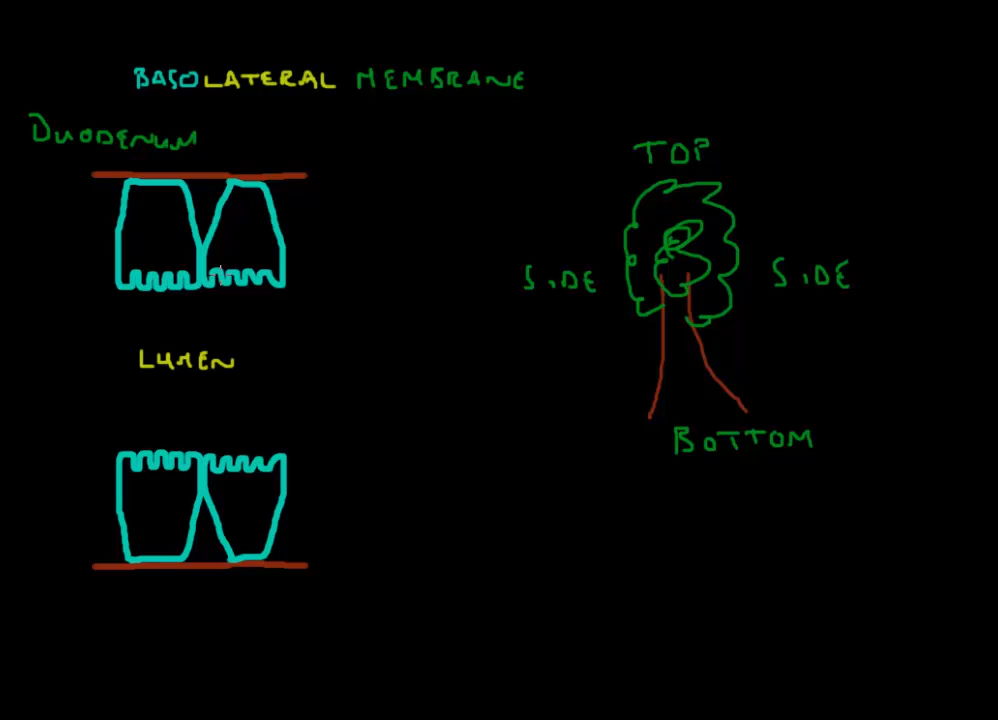 BASOLATERAL MEMBRANE
DUODENUM
TOP
SIDE
SIDE
LUMEN
BOTTOM